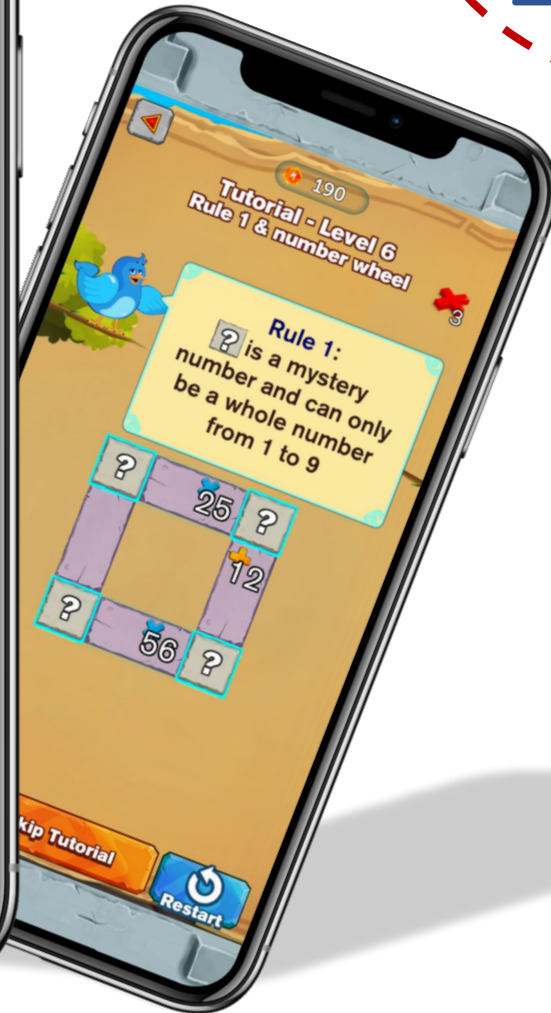 190
Tutorial - Level 6
Rule 1 & number wheel
3
Rule 1:
? is a mystery
number and can only
be a whole number
from 1 to 9
?
25
?
12
?
56
?
kip Tutorial
Restart